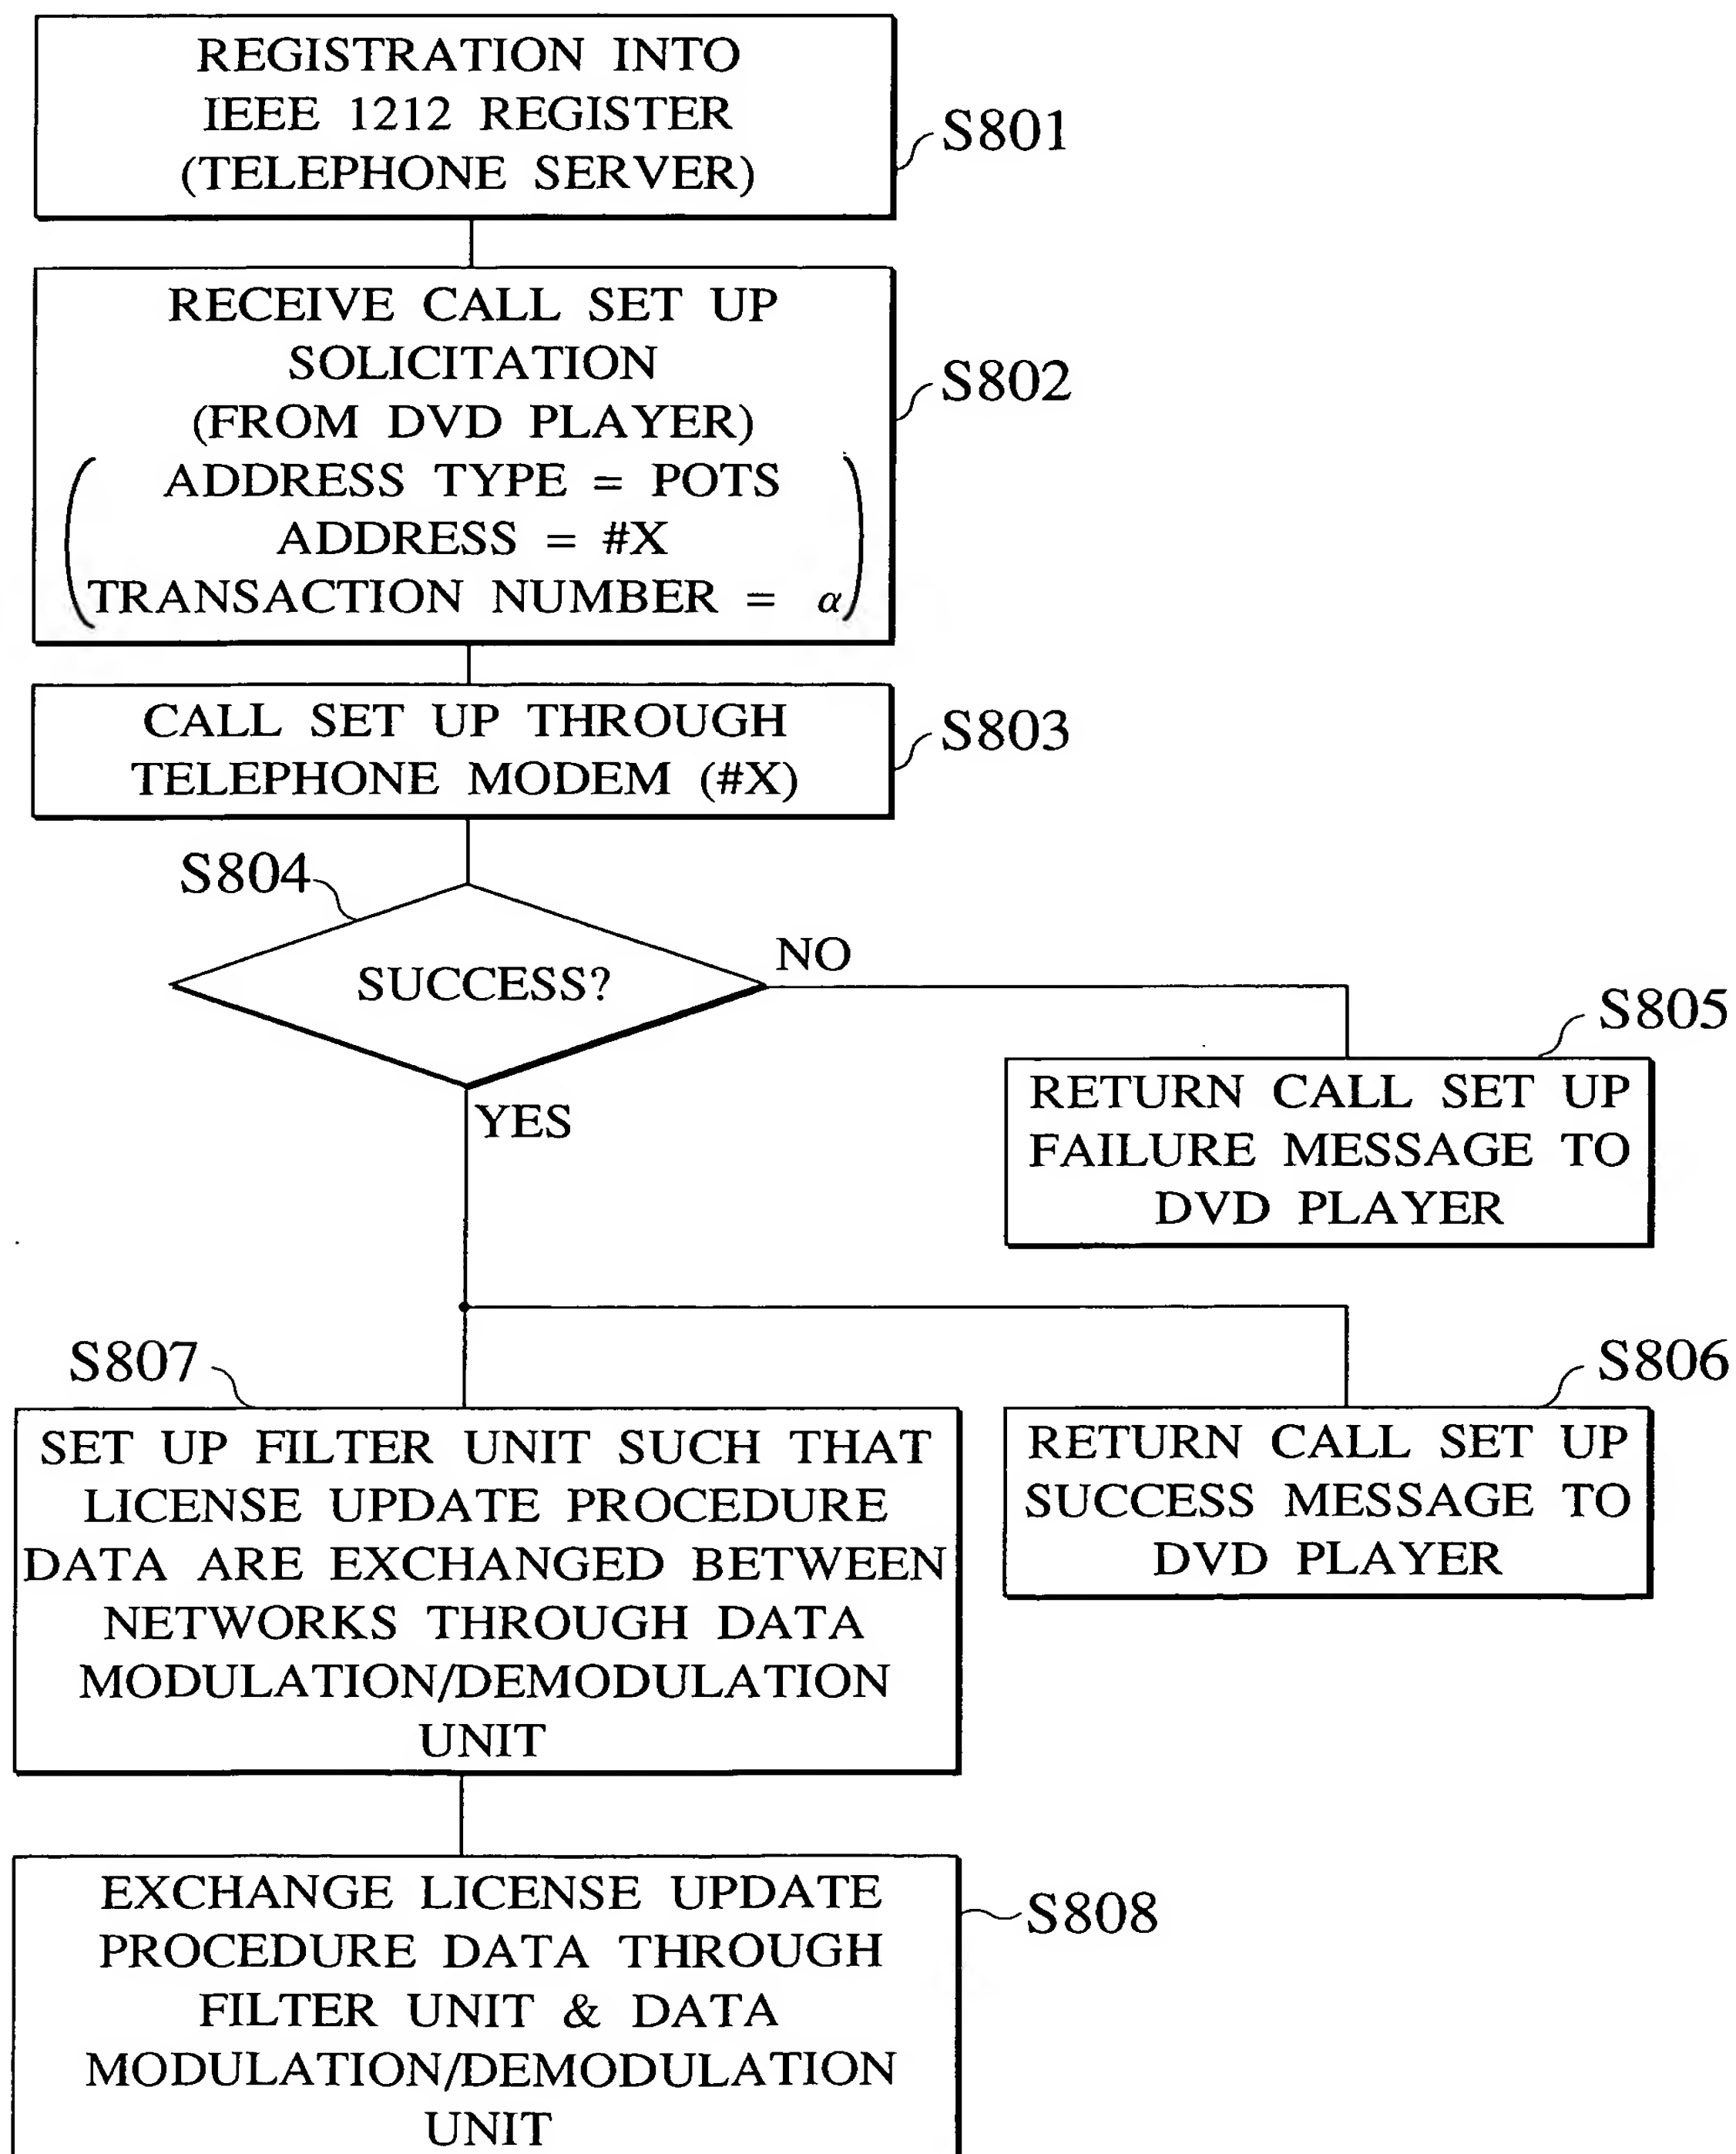 REGISTRATION INTO
IEEE 1212 REGISTER
(TELEPHONE SERVER)
S801
RECEIVE CALL SET UP
SOLICITATION
(FROM DVD PLAYER)
ADDRESS TYPE = POTS
ADDRESS = #X
TRANSACTION NUMBER = α
S802
CALL SET UP THROUGH
TELEPHONE MODEM (#X)
S803
S804
SUCCESS?
NO
YES
S805
RETURN CALL SET UP
FAILURE MESSAGE TO
DVD PLAYER
S807
SET UP FILTER UNIT SUCH THAT
LICENSE UPDATE PROCEDURE
DATA ARE EXCHANGED BETWEEN
NETWORKS THROUGH DATA
MODULATION/DEMODULATION
UNIT
S806
RETURN CALL SET UP
SUCCESS MESSAGE TO
DVD PLAYER
EXCHANGE LICENSE UPDATE
PROCEDURE DATA THROUGH
FILTER UNIT & DATA
MODULATION/DEMODULATION
UNIT
S808